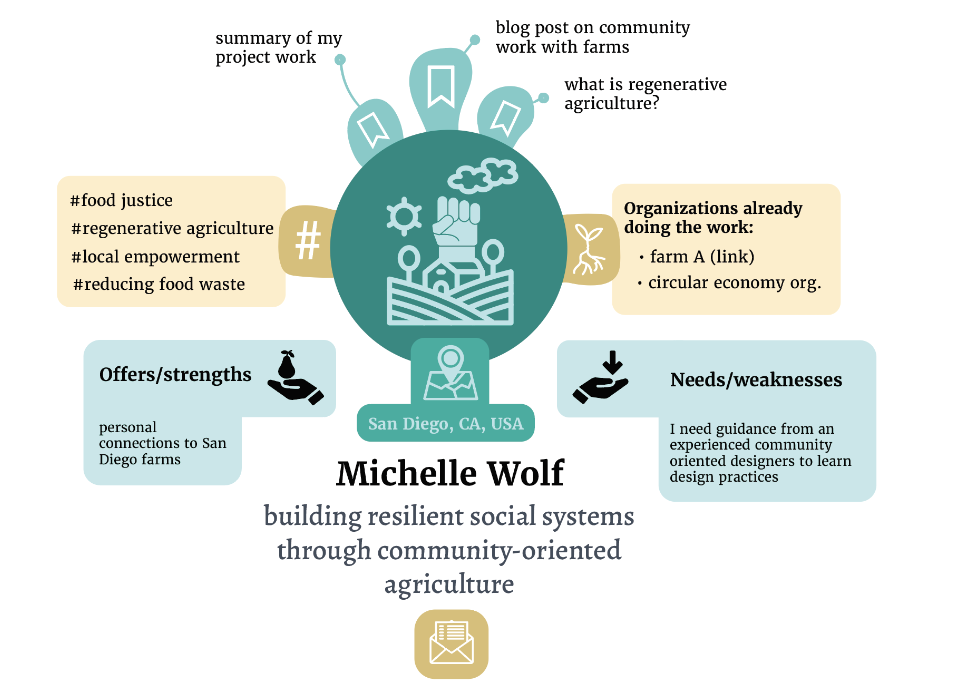 summary of my
project work
blog post on community
work with farms
what is regenerative
agriculture?
#food justice
#regenerative agriculture
#local empowerment
#reducing food waste
#
Organizations already
doing the work:
• farm A (link)
• circular economy org.
Offers/strengths
personal
connections to San
Diego farms
Needs/weaknesses
I need guidance from an
experienced community
oriented designers to learn
design practices
San Diego, CA, USA
Michelle Wolf
building resilient social systems
through community-oriented
agriculture